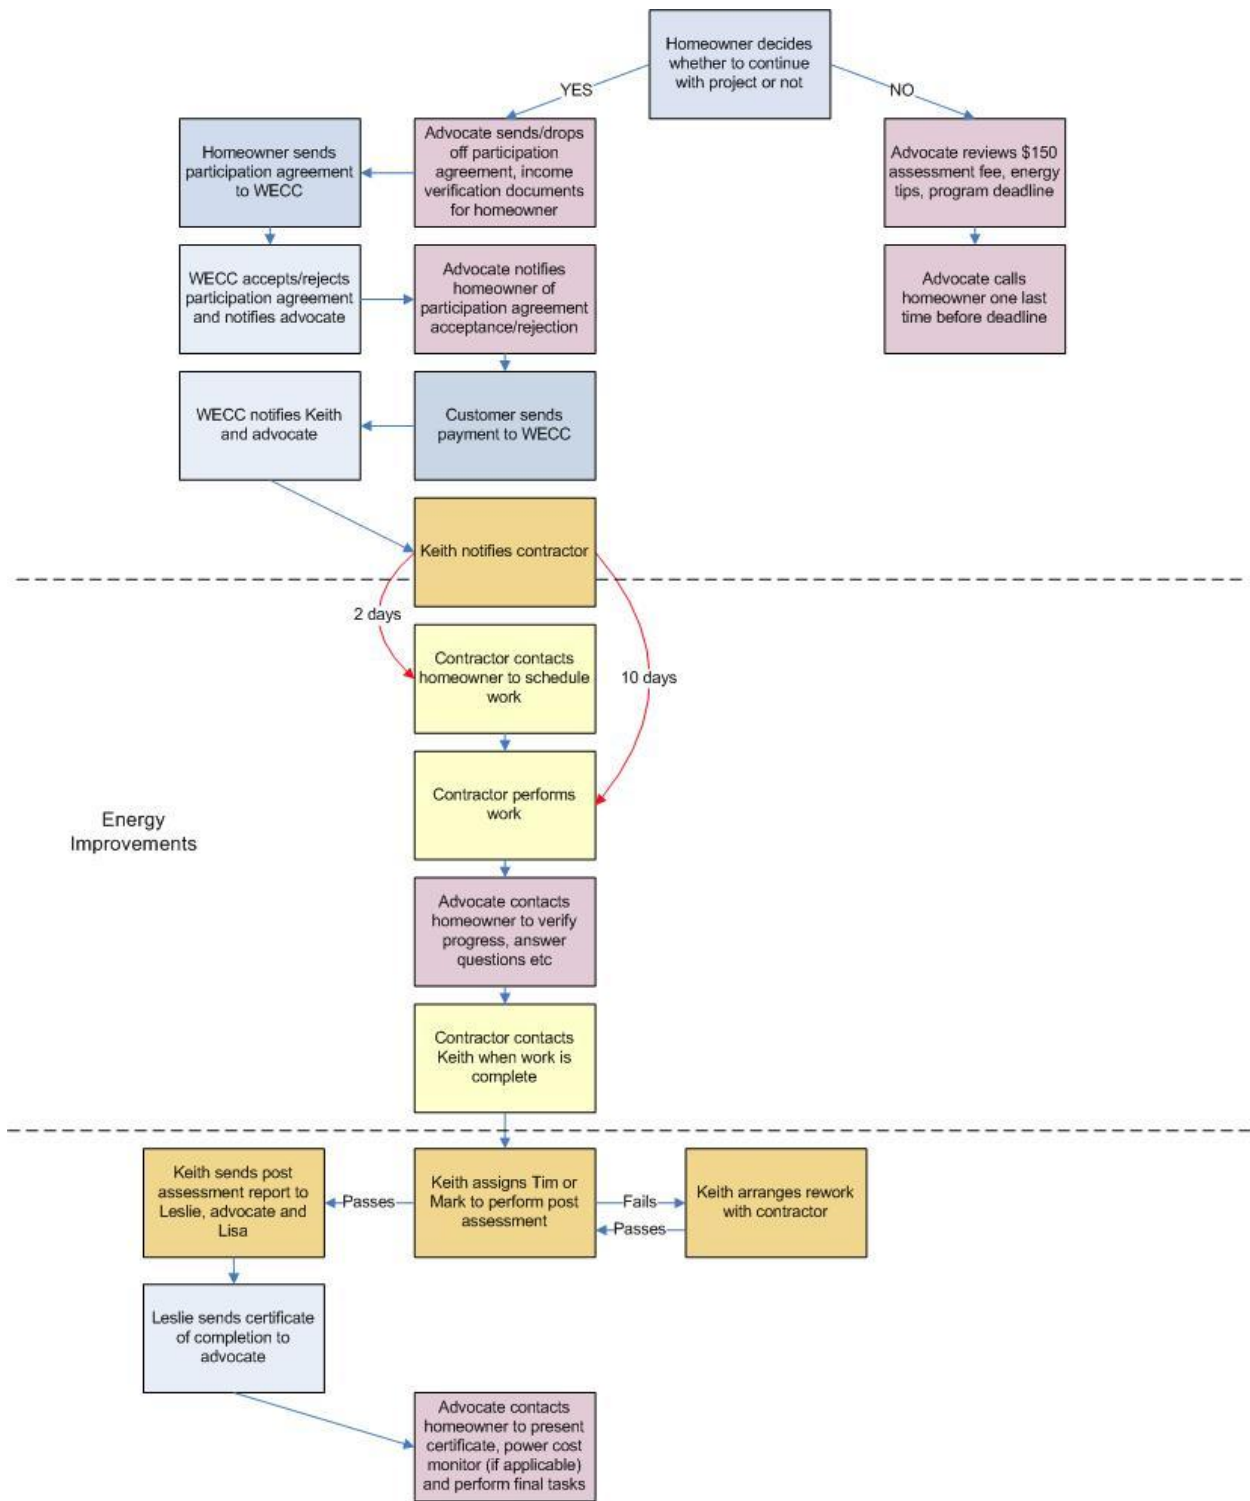 Homeowner decides
whether to continue
with project or not
YES
NO
Homeowner sends
participation agreement
to WECC
Advocate sends/drops
off participation
agreement, income
verification documents
for homeowner
Advocate reviews $150
assessment fee, energy
tips, program deadline
WECC accepts/rejects
participation agreement
and notifies advocate
Advocate notifies
homeowner of
participation agreement
acceptance/rejection
Advocate calls
homeowner one last
time before deadline
WECC notifies Keith
and advocate
Customer sends
payment to WECC
Keith notifies contractor
2 days
Contractor contacts
homeowner to schedule
work
10 days
Contractor performs
work
Energy
Improvements
Advocate contacts
homeowner to verify
progress, answer
questions etc
Contractor contacts
Keith when work is
complete
Keith sends post
assessment report to
Leslie, advocate and
Lisa
Passes
Keith assigns Tim or
Mark to perform post
assessment
Fails
Passes
Keith arranges rework
with contractor
Leslie sends certificate
of completion to
advocate
Advocate contacts
homeowner to present
certificate, power cost
monitor (if applicable)
and perform final tasks